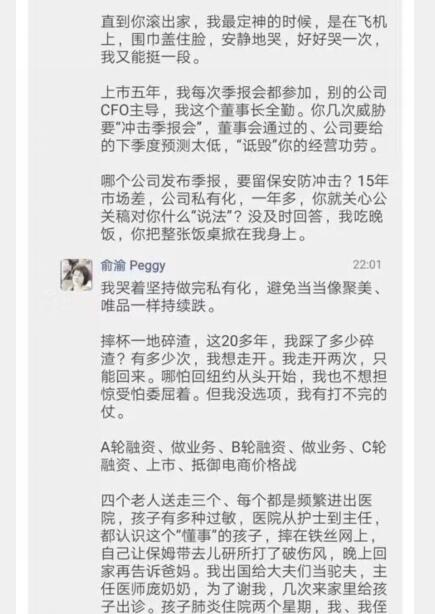 直到你滚出家，我最定神的时候，是在飞机
上，围巾盖住脸，安静地哭，好好哭一次，
我又能挺一段。
上市五年，我每次季报会都参加，别的公司
CFO主导，我这个董事长全勤。你几次威胁
要“冲击季报会”，董事会通过的、公司要给
的下季度预测太低，“诋毁”你的经营功劳。
哪个公司发布季报，要留保安防冲击？15年
市场差，公司私有化，一年多，你就关心公
关稿对你什么“说法”？没及时回答，我吃晚
饭，你把整张饭桌掀在我身上。
俞渝 Peggy
22:01
我哭着坚持做完私有化，避免当当像聚美、
唯品一样持续跌。
摔杯一地碎渣，这20多年，我踩了多少碎
渣？有多少次，我想走开。我走开两次，只
能回来。哪怕回纽约从头开始，我也不想担
惊受怕委屈着。但我没选项，我有打不完的
仗。
A轮融资、做业务、B轮融资、做业务、C轮
融资、上市、抵御电商价格战
四个老人送走三个、每个都是频繁进出医
院，孩子有多种过敏，医院从护士到主任，
都认识这个“懂事”的孩子，摔在铁丝网上，
自己让保姆带去儿研所打了破伤风，晚上回
家再告诉爸妈。我出国给大夫们当驼夫，主
任医师庞奶奶，为了谢我，几次来家里给孩
子出诊。孩子肺炎住院两个星期，我、我侄